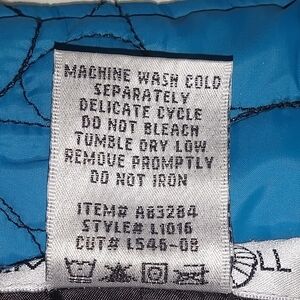 MACHINE WASH COLD
SEPARATELY
DELICATE CYCLE
DO NOT BLEACH
TUMBLE DRY LOW
REMOVE PROMPTLY
DO NOT IRON
ITEM# A83284
STYLE# L1016
CUT# L546-08
LL